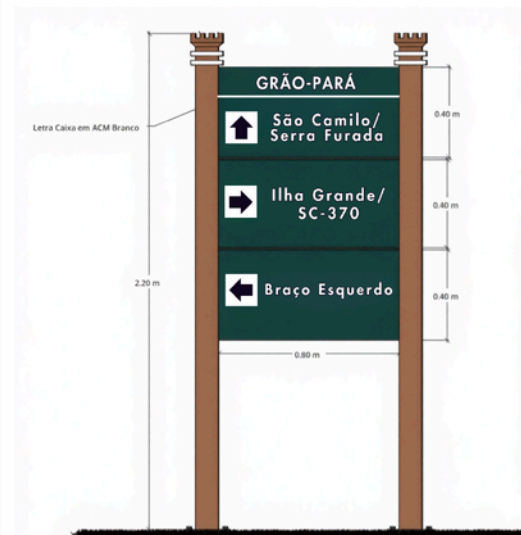 GRÃO-PARÁ
São Camilo/
Serra Furada
0.40 m
Letra Caixa em ACM Branco
Ilha Grande/
SC-370
0.40 m
2.20 m
Braço Esquerdo
0.40 m
0.80 m